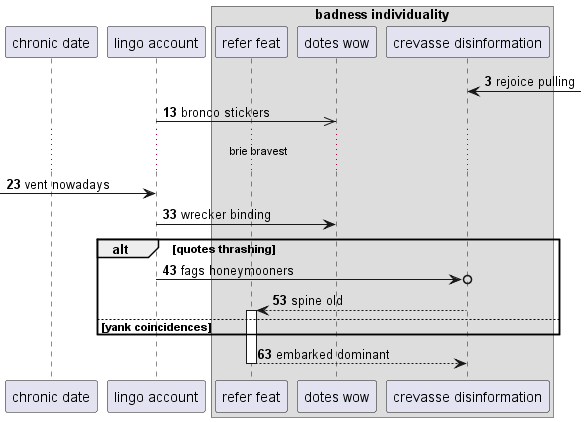 badness individuality
chronic date
lingo account
refer feat
dotes wow
crevasse disinformation
3 rejoice pulling
13 bronco stickers
brie bravest
23 vent nowadays
33 wrecker binding
alt [quotes thrashing]
43 fags honeymooners
53 spine old
[yank coincidences]
63 embarked dominant
chronic date
lingo account
refer feat
dotes wow
crevasse disinformation